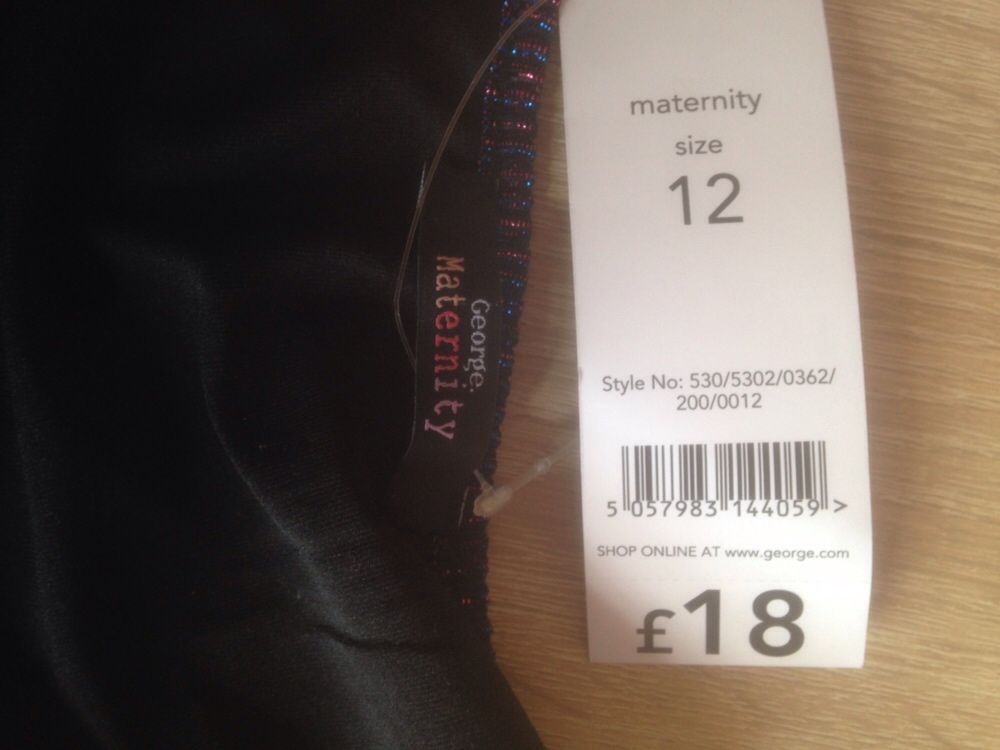 George.
Maternity
maternity
size
12
Style No: 530/5302/0362/
200/0012
5 057983 144059 >
SHOP ONLINE AT www.george.com
£18